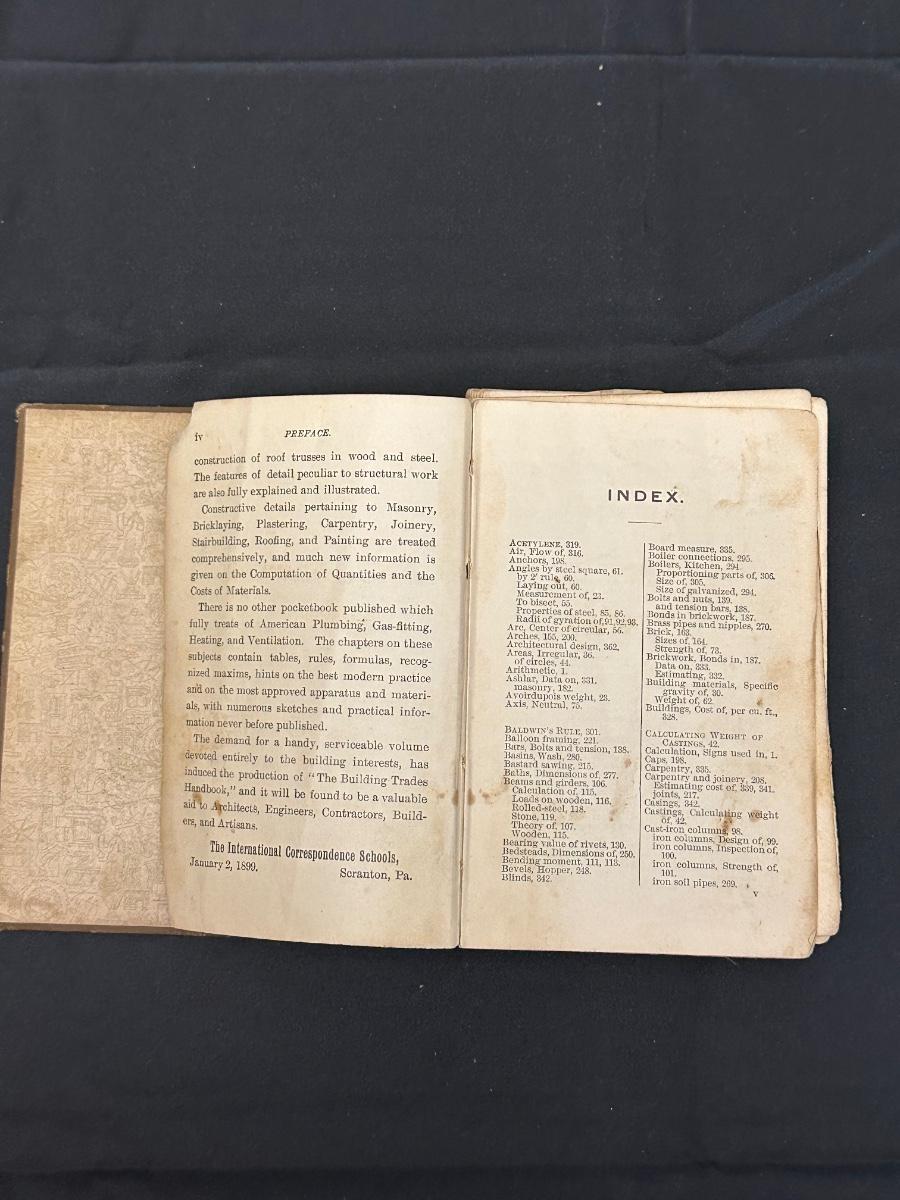 iv
PREFACE.
construction of roof trusses in wood and steel.
The features of detail peculiar to structural work
are also fully explained and illustrated.
Constructive details pertaining to Masonry,
Bricklaying, Plastering, Carpentry, Joinery,
Stairbuilding, Roofing, and Painting are treated
comprehensively, and much new information is
given on the Computation of Quantities and the
Costs of Materials.
There is no other pocketbook published which
fully treats of American Plumbing, Gas-fitting,
Heating, and Ventilation. The chapters on these
subjects contain tables, rules, formulas, recog-
nized maxims, hints on the best modern practice
and on the most approved apparatus and materi-
als, with numerous sketches and practical infor-
mation never before published.
The demand for a handy, serviceable volume
devoted entirely to the building interests, has
induced the production of "The Building Trades
Handbook," and it will be found to be a valuable
aid to Architects, Engineers, Contractors, Build-
ers, and Artisans.
The International Correspondence Schools,
January 2, 1899.
Scranton, Pa.
INDEX.
ACETYLENE, 319.
Air, Flow of, 316.
Anchors, 198.
Angles by steel square, 61.
by 2' rule, 60.
Laying out, 60.
Measurement of, 23.
To bisect, 55.
Properties of steel, 85, 86.
Radii of gyration of, 91, 92, 93.
Arc, Center of circular, 56.
Arches, 155, 200.
Architectural design, 362.
Areas, Irregular, 36.
of circles, 44.
Arithmetic, 1.
Ashlar, Data on, 331.
masonry, 182.
Avoirdupois weight, 23.
Axis, Neutral, 75.
BALDWIN'S RULE, 301.
Balloon framing, 221.
Bars, Bolts and tension, 138.
Basins, Wash, 280.
Bastard sawing, 215.
Baths, Dimensions of, 277.
Beams and girders, 106.
Calculation of, 115.
Loads on wooden, 116.
Rolled-steel, 118.
Stone, 119.
Theory of, 107.
Wooden, 115.
Bearing value of rivets, 130.
Bedsteads, Dimensions of, 250.
Bending moment, 111, 113.
Bevels, Hopper, 248.
Blinds, 342.
Board measure, 335.
Boiler connections, 295.
Boilers, Kitchen, 294.
Proportioning parts of, 306.
Size of, 305.
Size of galvanized, 294.
Bolts and nuts, 139.
and tension bars, 138.
Bonds in brickwork, 187.
Brass pipes and nipples, 270.
Brick, 163.
Sizes of, 164.
Strength of, 73.
Brickwork, Bonds in, 187.
Data on, 333.
Estimating, 332.
Building materials, Specific
gravity of, 30.
Weight of, 62.
Buildings, Cost of, per cu. ft.,
328.
CALCULATING WEIGHT OF
CASTINGS, 42.
Calculation, Signs used in, 1.
Caps, 198.
Carpentry, 335.
Carpentry and joinery, 208.
Estimating cost of, 339, 341.
joints, 217.
Casings, 342.
Castings, Calculating weight
of, 42.
Cast-iron columns, 98.
iron columns, Design of, 99.
iron columns, Inspection of,
100.
iron columns, Strength of,
101.
iron soil pipes, 269.
v